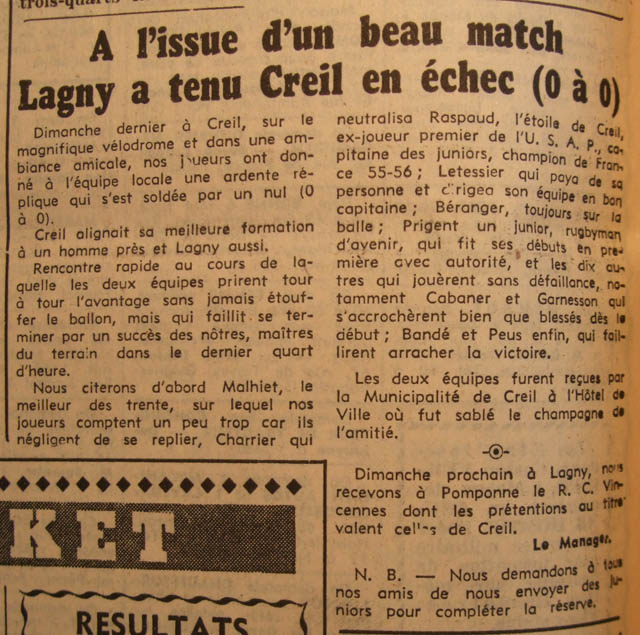 trois-quarts
A l'issue d'un beau match
Lagny a tenu Creil en échec (0 à 0)
Dimanche dernier à Creil, sur le
magnifique vélodrome et dans une am-
biance amicale, nos joueurs ont don-
né à l'équipe locale une ardente ré-
plique qui s'est soldée par un nul (0
à 0).
Creil alignait sa meilleure formation
à un homme près et Lagny aussi.
Rencontre rapide au cours de la-
quelle les deux équipes prirent tour
à tour l'avantage sans jamais étouf-
fer le ballon, mais qui faillit se ter-
miner par un succès des nôtres, maîtres
du terrain dans le dernier quart
d'heure.
Nous citerons d'abord Malhiet, le
meilleur des trente, sur lequel nos
joueurs comptent un peu trop car ils
négligent de se replier, Charrier qui
neutralisa Raspaud, l'étoile de Creil,
ex-joueur premier de l'U. S. A. P., ca-
pitaine des juniors, champion de Fran-
ce 55-56 ; Letessier qui paya de sa
personne et dirigea son équipe en bon
capitaine ; Béranger, toujours sur la
balle ; Prigent un junior, rugbyman
d'avenir, qui fit ses débuts en pre-
mière avec autorité, et les dix au-
tres qui jouèrent sans défaillance, no-
tamment Cabaner et Garnesson qui
s'accrochèrent bien que blessés dès le
début ; Bandé et Peus enfin, qui fail-
lirent arracher la victoire.
Les deux équipes furent reçues par
la Municipalité de Creil à l'Hôtel de
Ville où fut sablé le champagne de
l'amitié.
Dimanche prochain à Lagny, nous
recevons à Pomponne le R. C. Vin-
cennes dont les prétentions au titre
valent celles de Creil.
Le Manager.
N. B. — Nous demandons à tous
nos amis de nous envoyer des ju-
niors pour compléter la réserve.
KET
RESULTATS